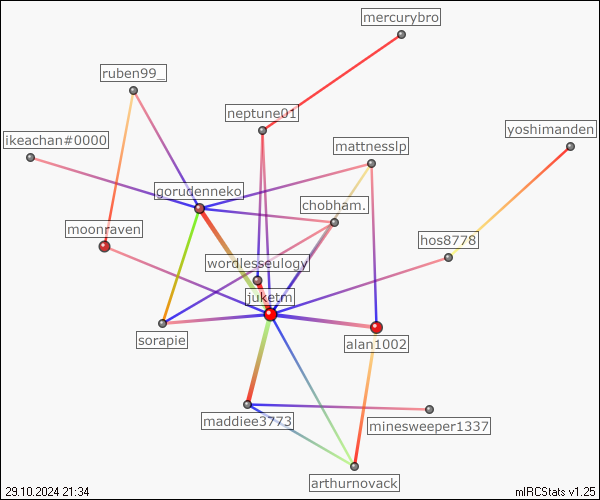 mercurybro
ruben99_
neptune01
yoshimanden
ikeachan#0000
mattnesslp
gorudenneko
chobham.
moonraven
hos8778
wordlesseulogy
juketm
sorapie
alan1002
maddiee3773
minesweeper1337
arthurnovack
29.10.2024 21:34
mIRCStats v1.25